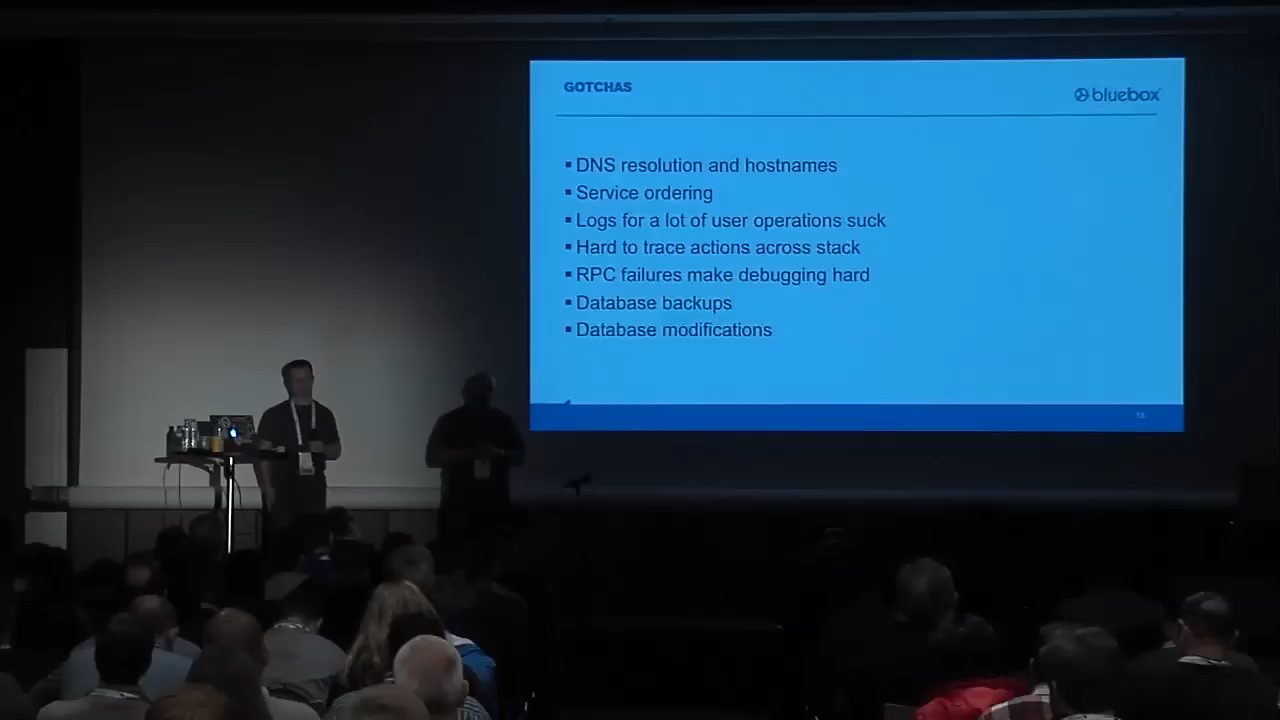 GOTCHAS
bluebox
▪ DNS resolution and hostnames
▪ Service ordering
▪ Logs for a lot of user operations suck
▪ Hard to trace actions across stack
▪ RPC failures make debugging hard
▪ Database backups
▪ Database modifications